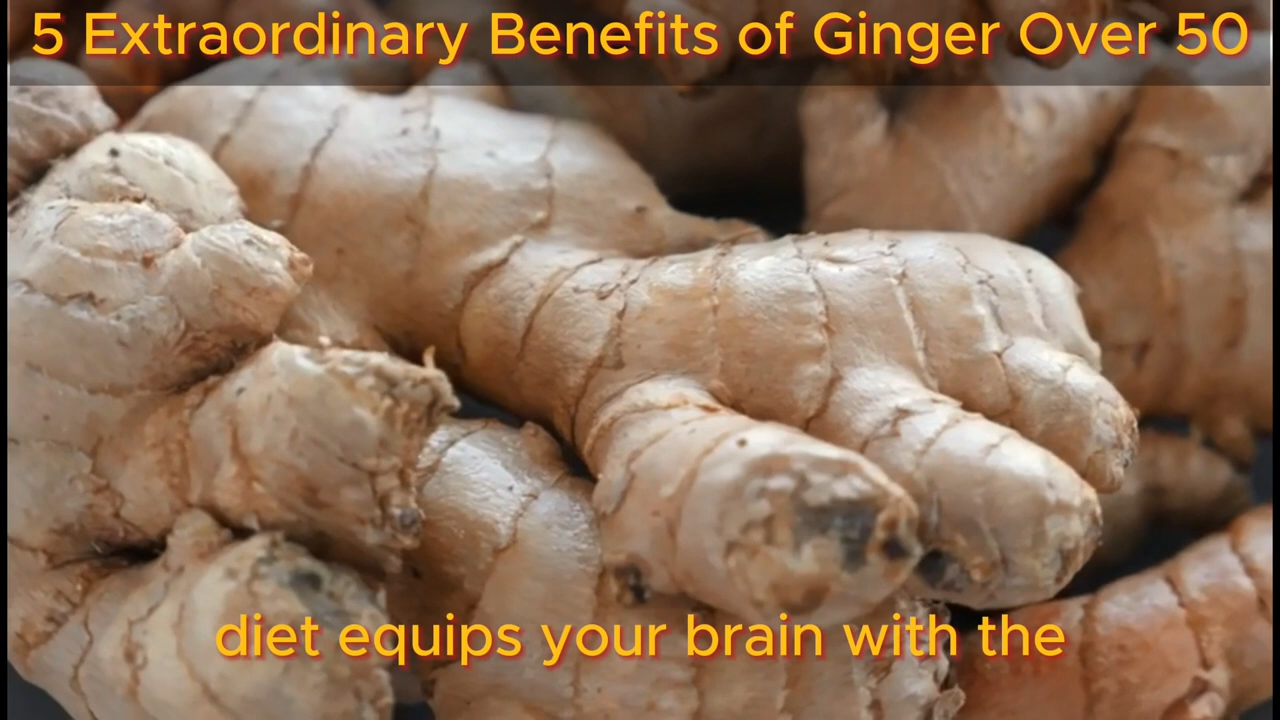 5 Extraordinary Benefits of Ginger Over 50
diet equips your brain with the